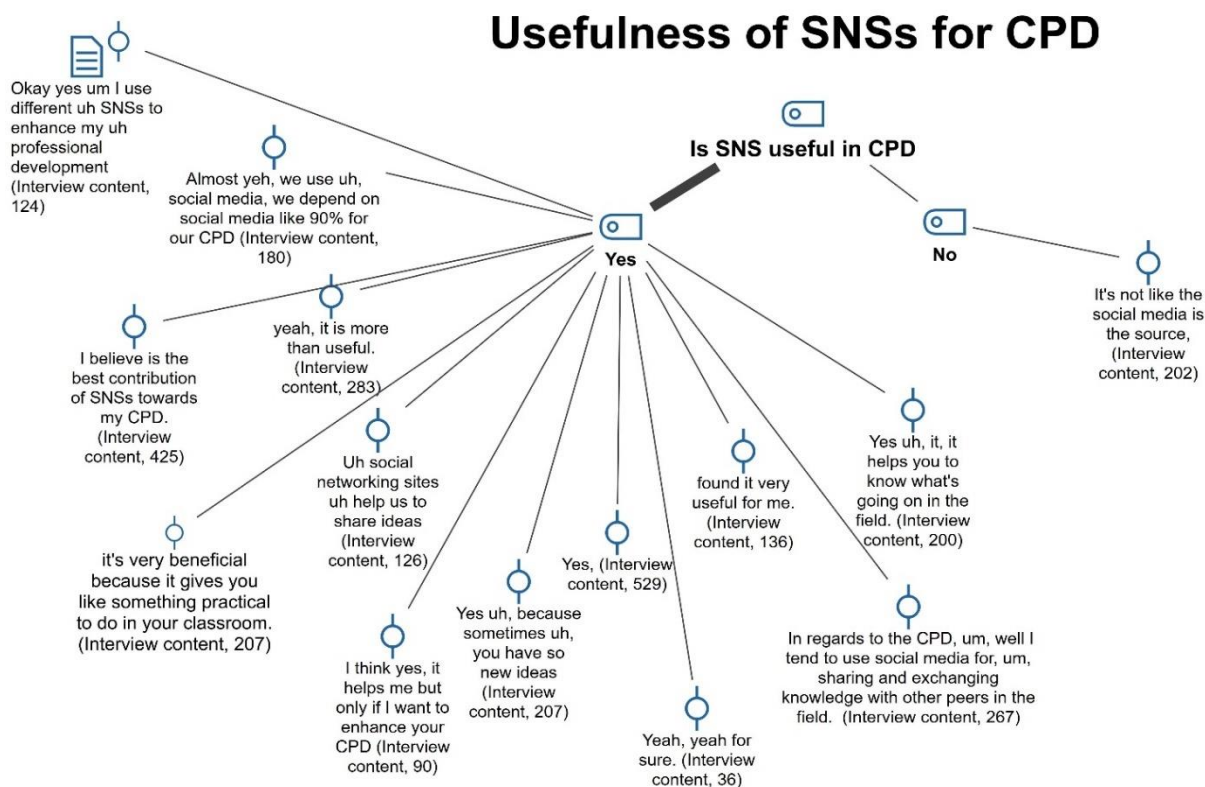 Usefulness of SNSs for CPD
Okay yes um I use
different uh SNSs to
enhance my uh
professional
development
(Interview content,
124)
Almost yeh, we use uh,
social media, we depend on
social media like 90% for
our CPD (Interview content,
180)
Is SNS useful in CPD
Yes
No
It's not like the
social media is
the source,
(Interview
content, 202)
I believe is the
best contribution
of SNSs towards
my CPD.
(Interview
content, 425)
yeah, it is more
than useful.
(Interview
content, 283)
Uh social
networking sites
uh help us to
share ideas
(Interview
content, 126)
found it very
useful for me.
(Interview
content, 136)
Yes uh, it, it
helps you to
know what's
going on in the
field. (Interview
content, 200)
it's very beneficial
because it gives you
like something practical
to do in your classroom.
(Interview content, 207)
I think yes, it
helps me but
only if I want to
enhance your
CPD (Interview
content, 90)
Yes uh, because
sometimes uh,
you have so
new ideas
(Interview
content, 207)
Yes, (Interview
content, 529)
Yeah, yeah for
sure. (Interview
content, 36)
In regards to the CPD, um, well I
tend to use social media for, um,
sharing and exchanging
knowledge with other peers in the
field. (Interview content, 267)